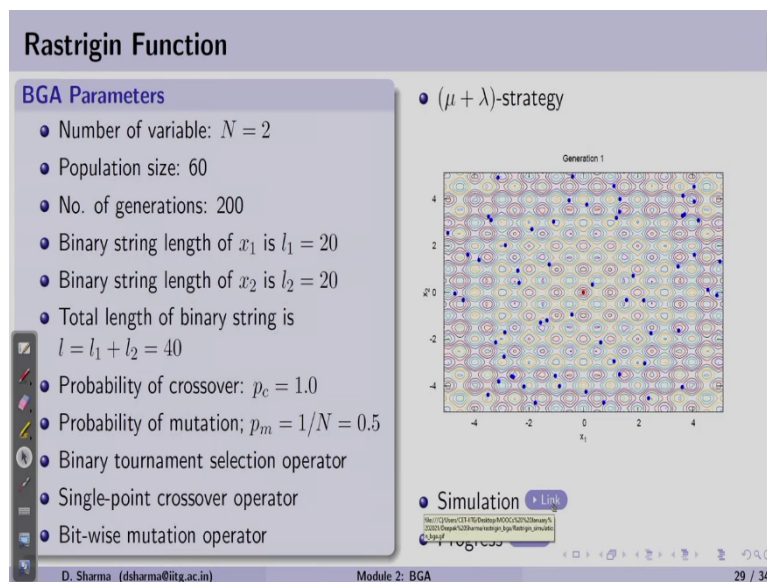 Rastrigin Function
BGA Parameters
Number of variable: N = 2
Population size: 60
No. of generations: 200
Binary string length of x₁ is l₁ = 20
Binary string length of x₂ is l₂ = 20
Total length of binary string is
l = l₁ + l₂ = 40
Probability of crossover: p_c = 1.0
Probability of mutation; p_m = 1/N = 0.5
Binary tournament selection operator
Single-point crossover operator
Bit-wise mutation operator
(μ + λ)-strategy
Generation 1
4
2
0
-2
-4
x₂
-4 -2 0 2 4
x₁
Simulation Link
D. Sharma (dsharma@iitg.ac.in) Module 2: BGA 29 / 34